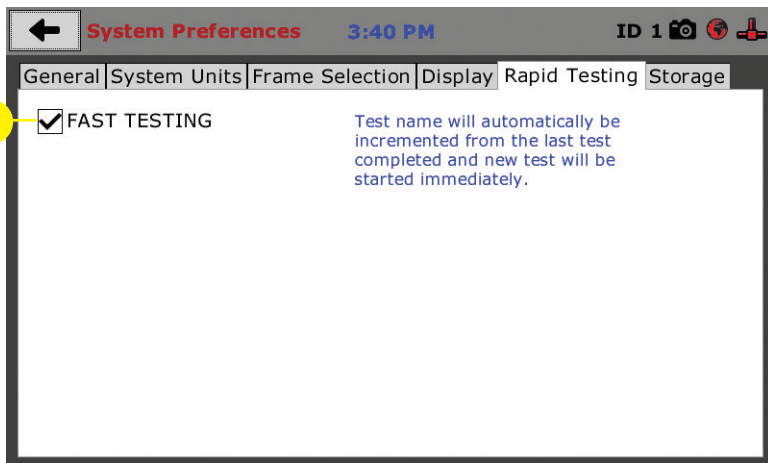 System Preferences 3:40 PM ID 1
General System Units Frame Selection Display Rapid Testing Storage
FAST TESTING
Test name will automatically be
incremented from the last test
completed and new test will be
started immediately.